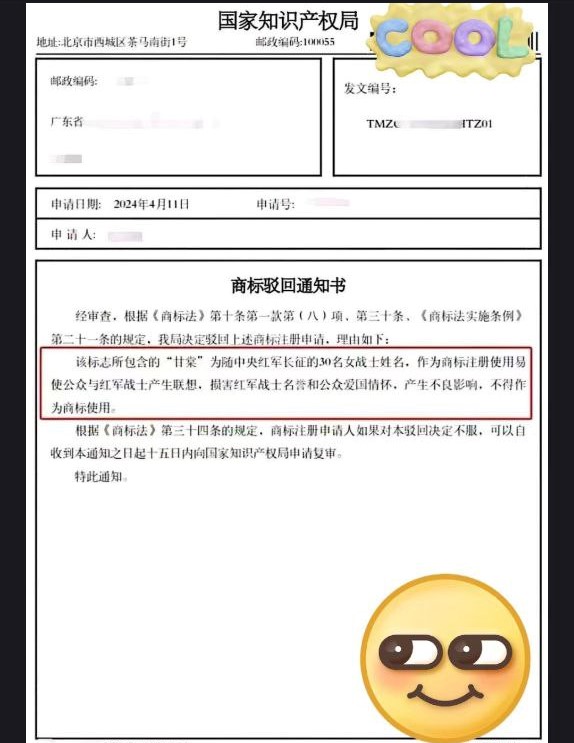 国家知识产权局
地址:北京市西城区茶马南街1号 邮政编码:100055
COOL
邮政编码:
发文编号:
广东省
TMZ ITZ01
申请日期: 2024年4月11日 申请号:
申请人:
商标驳回通知书
经审查，根据《商标法》第十条第一款第(八)项、第三十条、《商标法实施条例》
第二十一条的规定，我局决定驳回上述商标注册申请，理由如下:
该标志所包含的“甘棠”为随中央红军长征的30名女战士姓名，作为商标注册使用易
使公众与红军战士产生联想，损害红军战士名誉和公众爱国情怀，产生不良影响，不得作
为商标使用。
根据《商标法》第三十四条的规定，商标注册申请人如果对本驳回决定不服，可以自
收到本通知之日起十五日内向国家知识产权局申请复审。
特此通知。